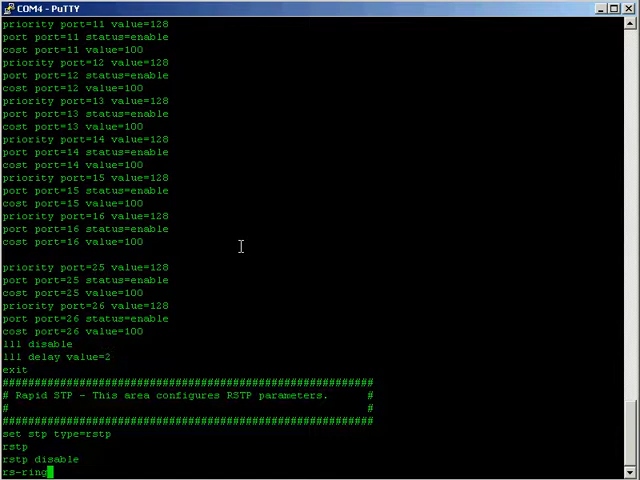 COM4 - PuTTY
priority port=11 value=128
port port=11 status=enable
cost port=11 value=100
priority port=12 value=128
port port=12 status=enable
cost port=12 value=100
priority port=13 value=128
port port=13 status=enable
cost port=13 value=100
priority port=14 value=128
port port=14 status=enable
cost port=14 value=100
priority port=15 value=128
port port=15 status=enable
cost port=15 value=100
priority port=16 value=128
port port=16 status=enable
cost port=16 value=100
priority port=25 value=128
port port=25 status=enable
cost port=25 value=100
priority port=26 value=128
port port=26 status=enable
cost port=26 value=100
lll disable
lll delay value=2
exit
##########################################################
# Rapid STP - This area configures RSTP parameters.      #
#                                                        #
##########################################################
set stp type=rstp
rstp
rstp disable
rs-ring